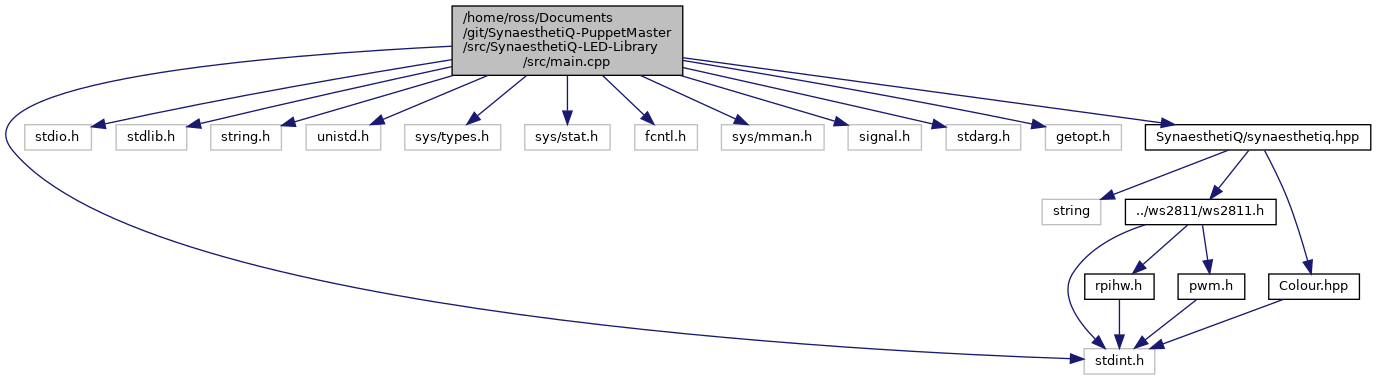 /home/ross/Documents
/git/SynaesthetiQ-PuppetMaster
/src/SynaesthetiQ-LED-Library
/src/main.cpp
stdio.h
stdlib.h
string.h
unistd.h
sys/types.h
sys/stat.h
fcntl.h
sys/mman.h
signal.h
stdarg.h
getopt.h
SynaesthetiQ/synaesthetiq.hpp
string
../ws2811/ws2811.h
rpihw.h
pwm.h
Colour.hpp
stdint.h